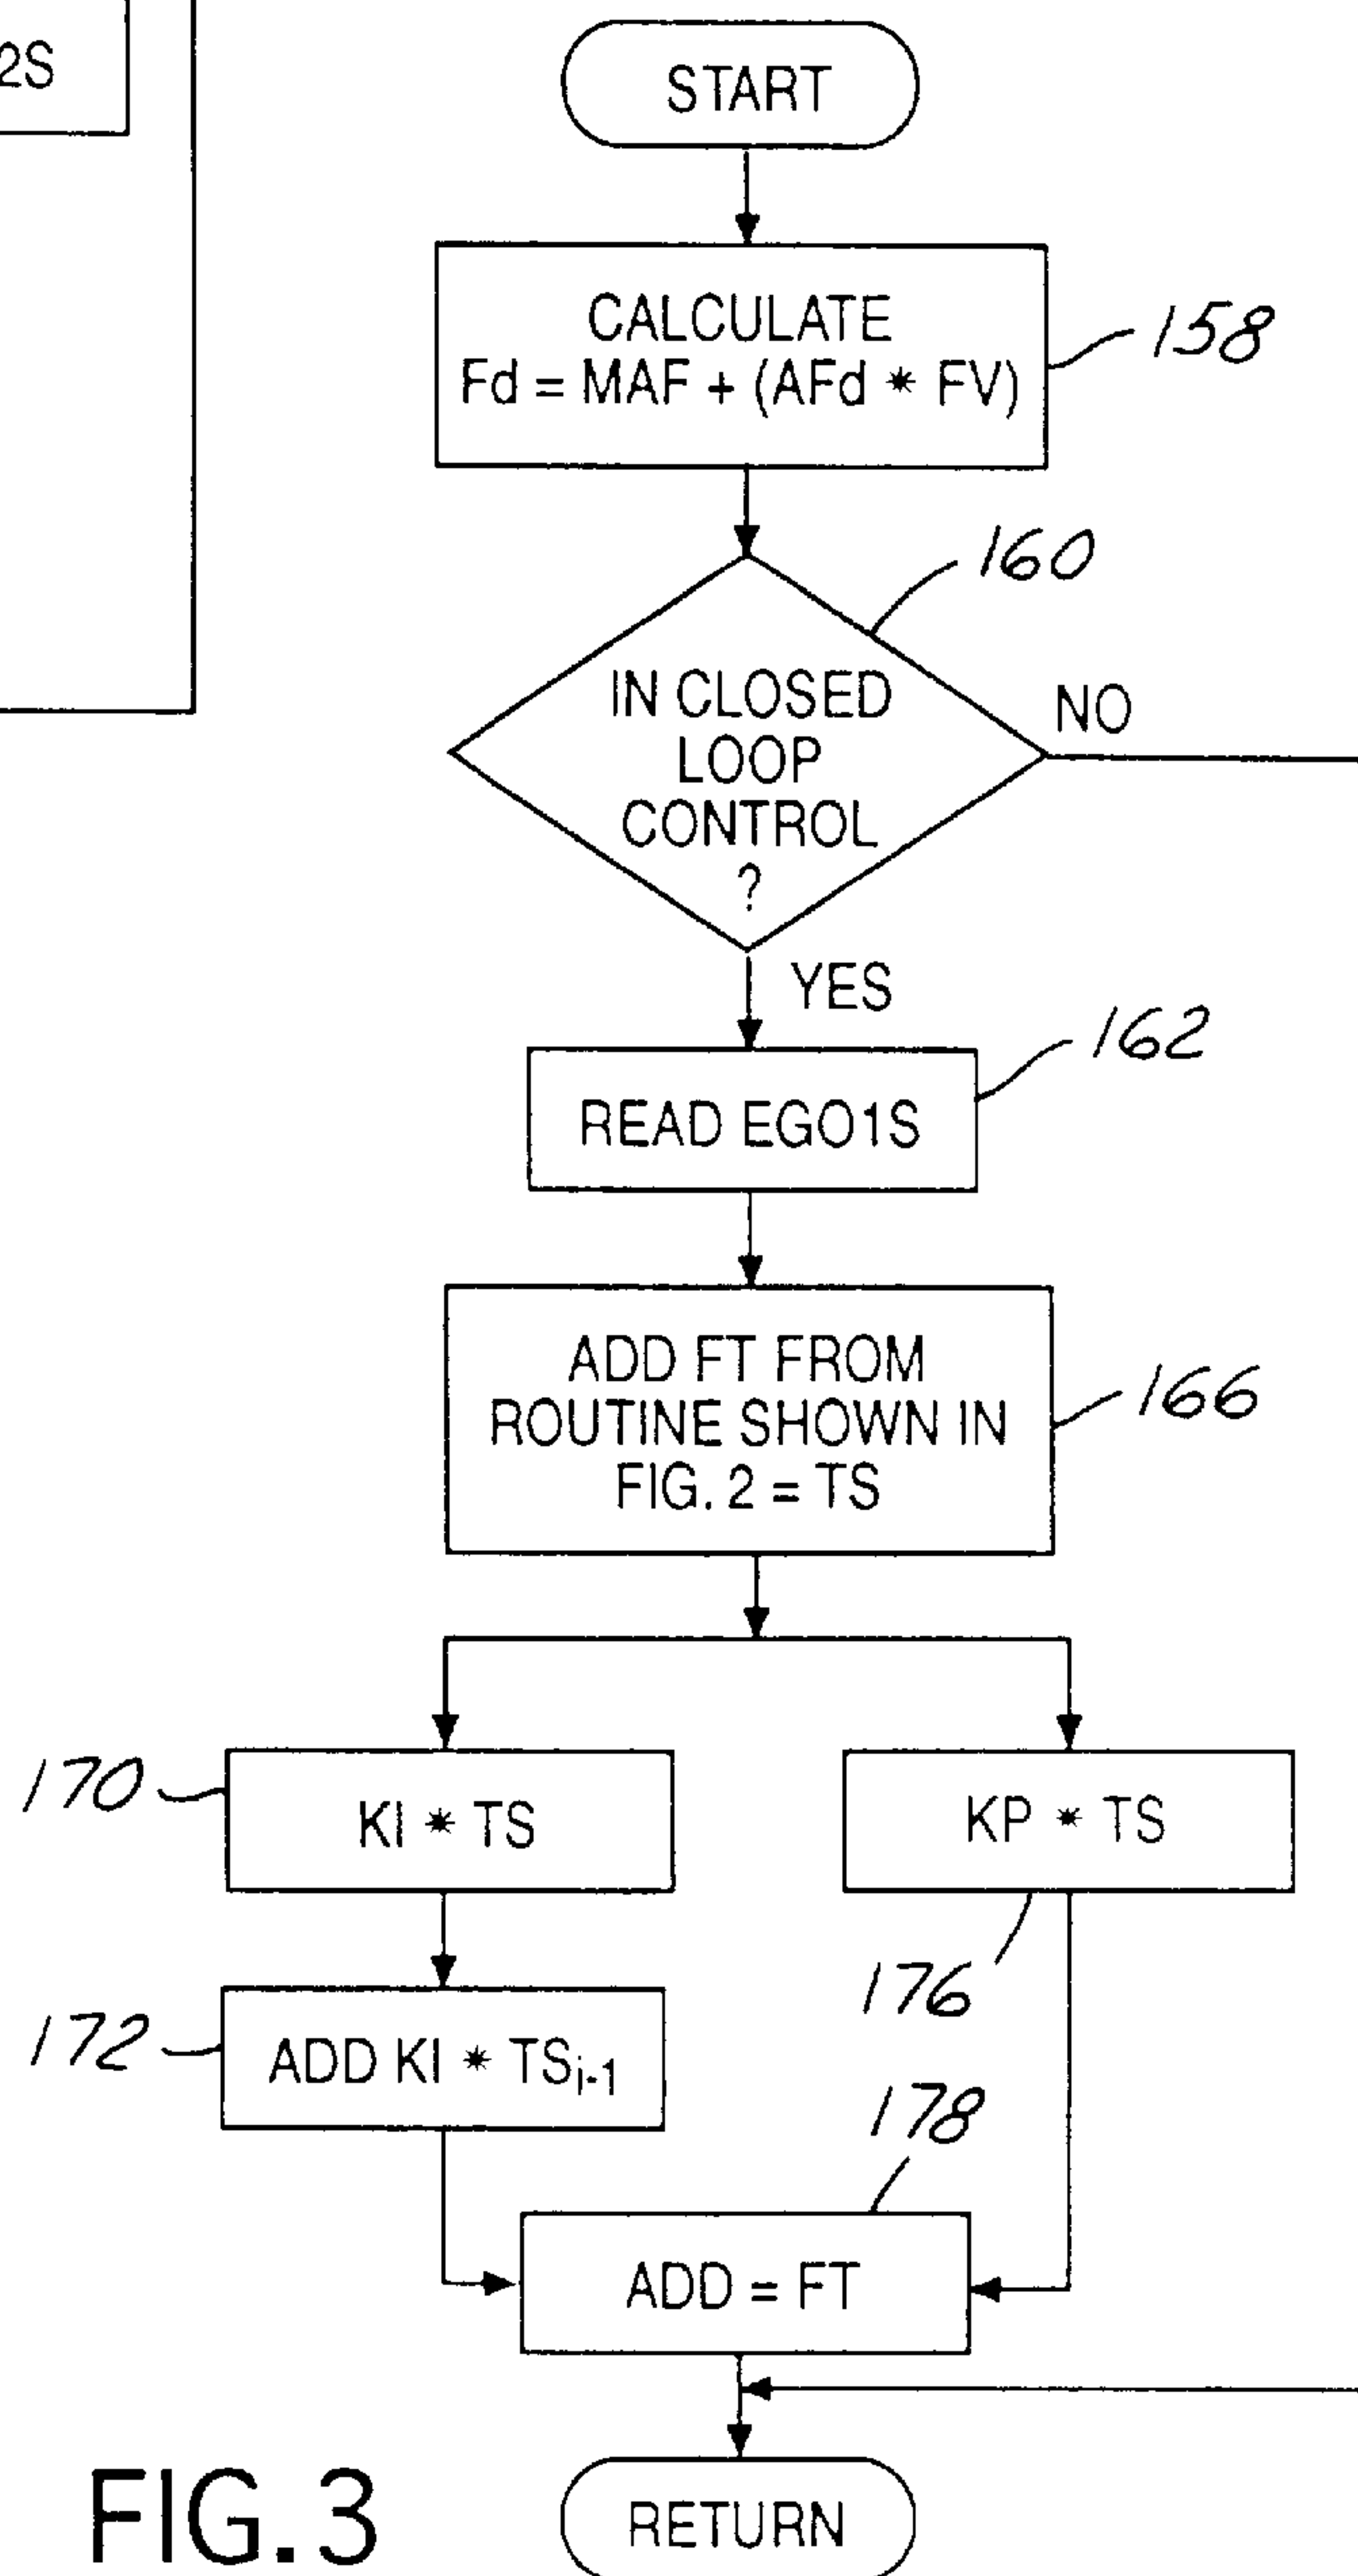 2S
START
CALCULATE
Fd = MAF + (AFd * FV)
158
160
IN CLOSED
LOOP
CONTROL
?
NO
YES
READ EGO1S
162
ADD FT FROM
ROUTINE SHOWN IN
FIG. 2 = TS
166
170
KI * TS
KP * TS
176
172
ADD KI * TSi-1
178
ADD = FT
RETURN
FIG. 3